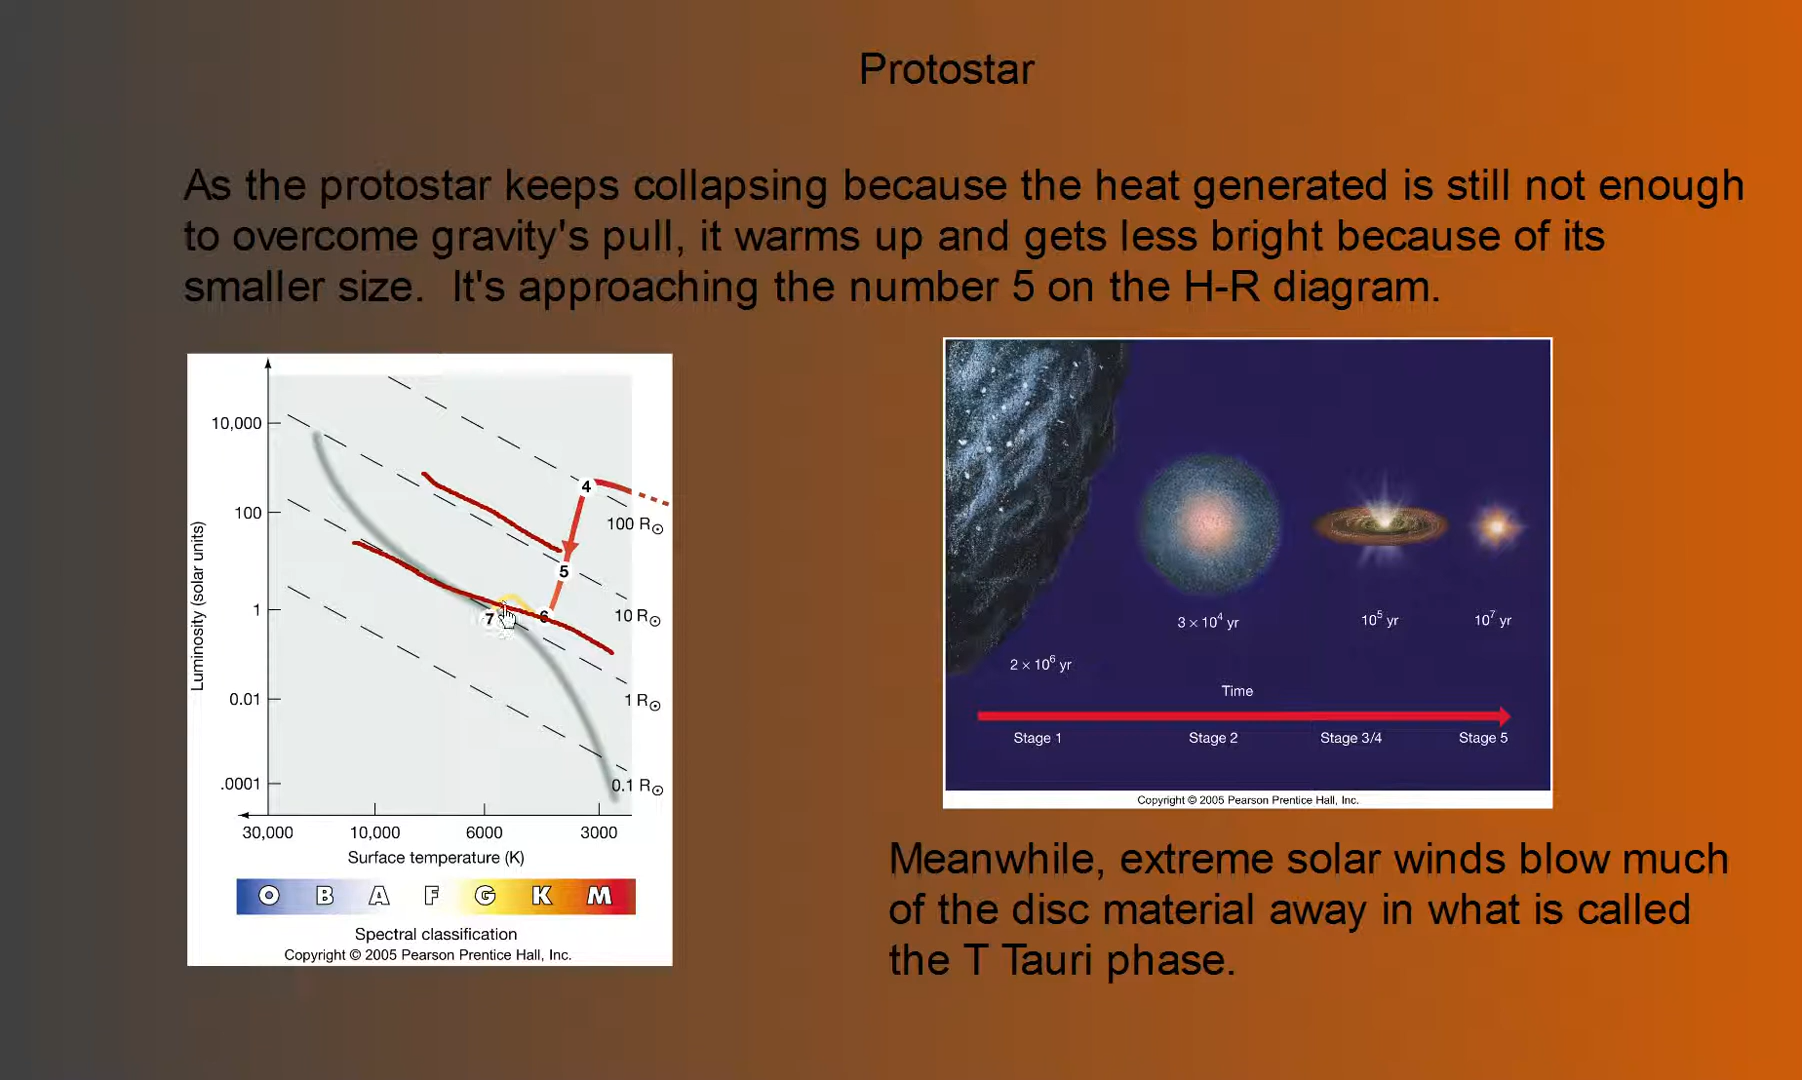 Protostar
As the protostar keeps collapsing because the heat generated is still not enough
to overcome gravity's pull, it warms up and gets less bright because of its
smaller size.  It's approaching the number 5 on the H-R diagram.
Luminosity (solar units)
10,000
100
1
0.01
.0001
4
5
6
7
100 R☉
10 R☉
1 R☉
0.1 R☉
30,000 10,000 6000 3000
Surface temperature (K)
O B A F G K M
Spectral classification
Copyright © 2005 Pearson Prentice Hall, Inc.
2 × 10⁶ yr
3 × 10⁴ yr
10⁵ yr
10⁷ yr
Time
Stage 1 Stage 2 Stage 3/4 Stage 5
Copyright © 2005 Pearson Prentice Hall, Inc.
Meanwhile, extreme solar winds blow much
of the disc material away in what is called
the T Tauri phase.